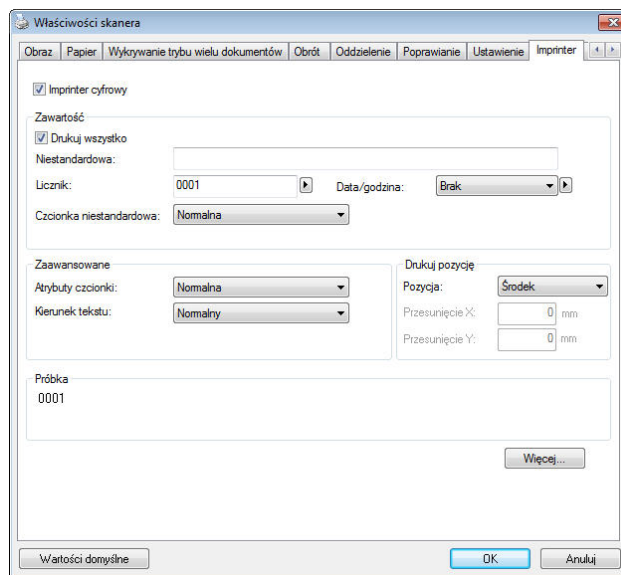 Właściwości skanera
Obraz Papier Wykrywanie trybu wielu dokumentów Obrót Oddzielenie Poprawianie Ustawienie Imprinter
Imprinter cyfrowy
Zawartość
Drukuj wszystko
Niestandardowa:
Licznik: 0001 Data/godzina: Brak
Czcionka niestandardowa: Normalna
Zaawansowane Drukuj pozycję
Atrybuty czcionki: Normalna Pozycja: Środek
Kierunek tekstu: Normalny Przesunięcie X: 0 mm
Przesunięcie Y: 0 mm
Próbka
0001
Więcej...
Wartości domyślne OK Anuluj